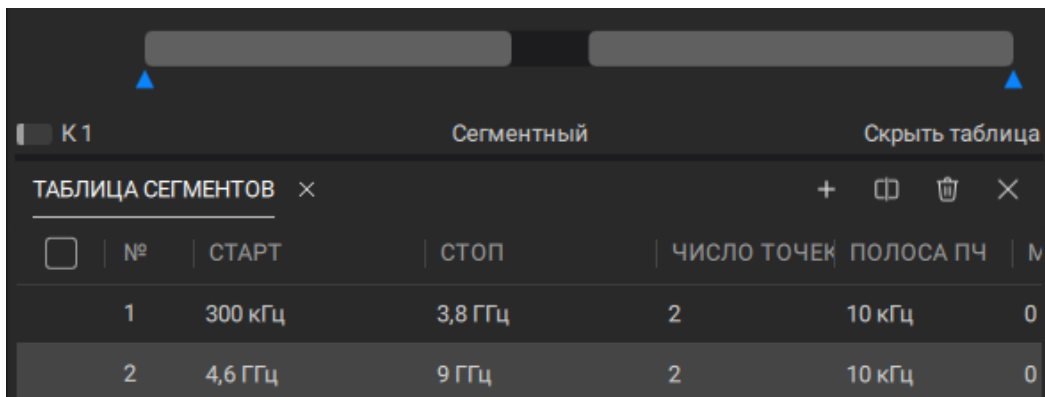 К 1 Сегментный Скрыть таблица
ТАБЛИЦА СЕГМЕНТОВ
№ СТАРТ СТОП ЧИСЛО ТОЧЕК ПОЛОСА ПЧ М
1 300 кГц 3,8 ГГц 2 10 кГц 0
2 4,6 ГГц 9 ГГц 2 10 кГц 0